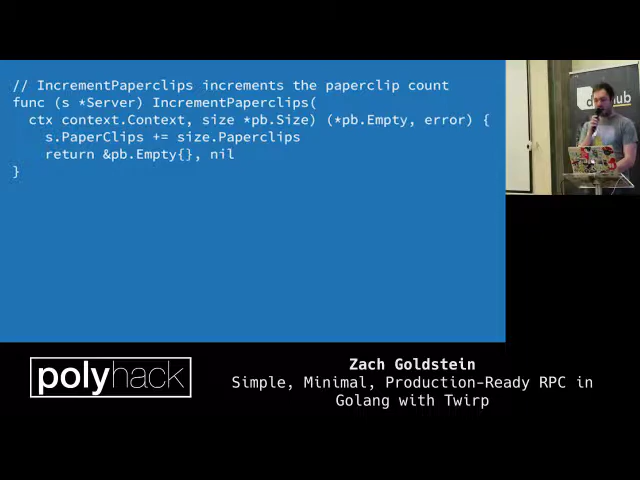 // IncrementPaperclips increments the paperclip count
func (s *Server) IncrementPaperclips(
ctx context.Context, size *pb.Size) (*pb.Empty, error) {
s.PaperClips += size.Paperclips
return &pb.Empty{}, nil
}
polyhack
Zach Goldstein
Simple, Minimal, Production-Ready RPC in
Golang with Twirp